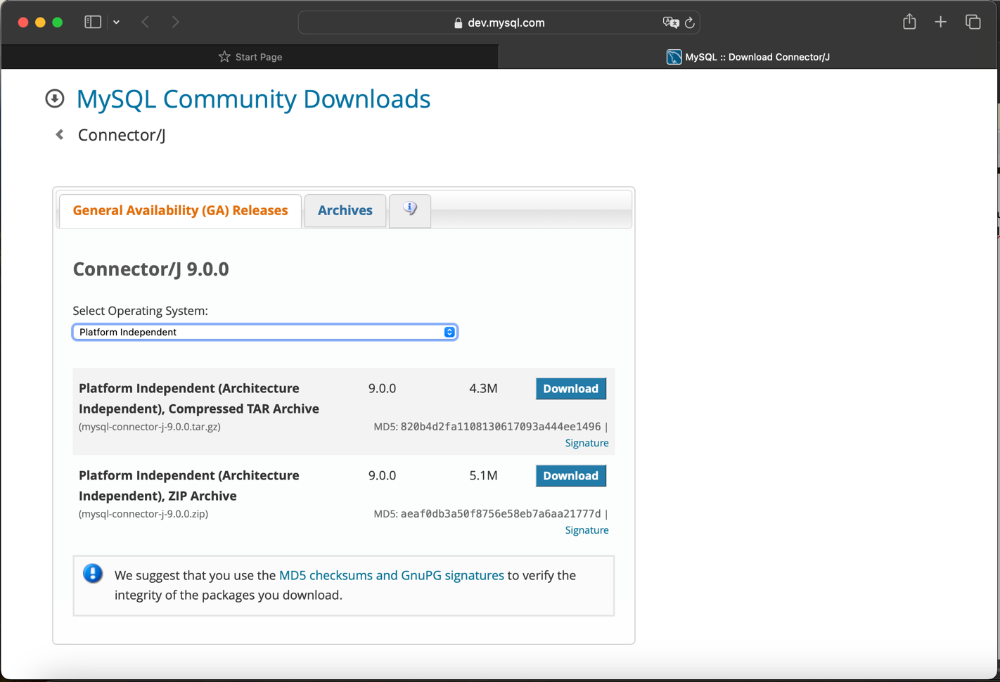 dev.mysql.com
Start Page
MySQL :: Download Connector/J
MySQL Community Downloads
Connector/J
General Availability (GA) Releases
Archives
Connector/J 9.0.0
Select Operating System:
Platform Independent
Platform Independent (Architecture
Independent), Compressed TAR Archive
9.0.0
4.3M
Download
(mysql-connector-j-9.0.0.tar.gz)
MD5: 820b4d2fa1108130617093a444ee1496 |
Signature
Platform Independent (Architecture
Independent), ZIP Archive
9.0.0
5.1M
Download
(mysql-connector-j-9.0.0.zip)
MD5: aeaf0db3a50f8756e58eb7a6aa21777d |
Signature
We suggest that you use the MD5 checksums and GnuPG signatures to verify the
integrity of the packages you download.